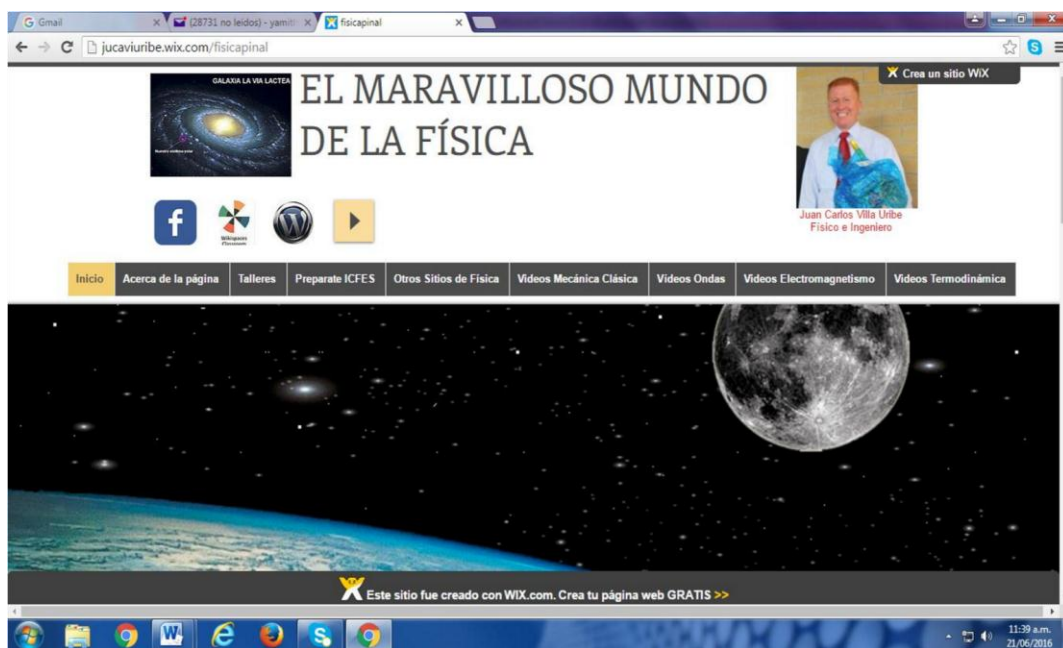 Gmail
(28731 no leidos) - yamit
fisicapinal
jucaviuribe.wix.com/fisicapinal
Crea un sitio WiX
GALAXIA LA VIA LACTEA
EL MARAVILLOSO MUNDO
DE LA FÍSICA
Juan Carlos Villa Uribe
Físico e Ingeniero
Inicio Acerca de la página Talleres Preparate ICFES Otros Sitios de Física Videos Mecánica Clásica Videos Ondas Videos Electromagnetismo Videos Termodinámica
Este sitio fue creado con WIX.com. Crea tu página web GRATIS >>
11:39 a.m.
21/06/2016